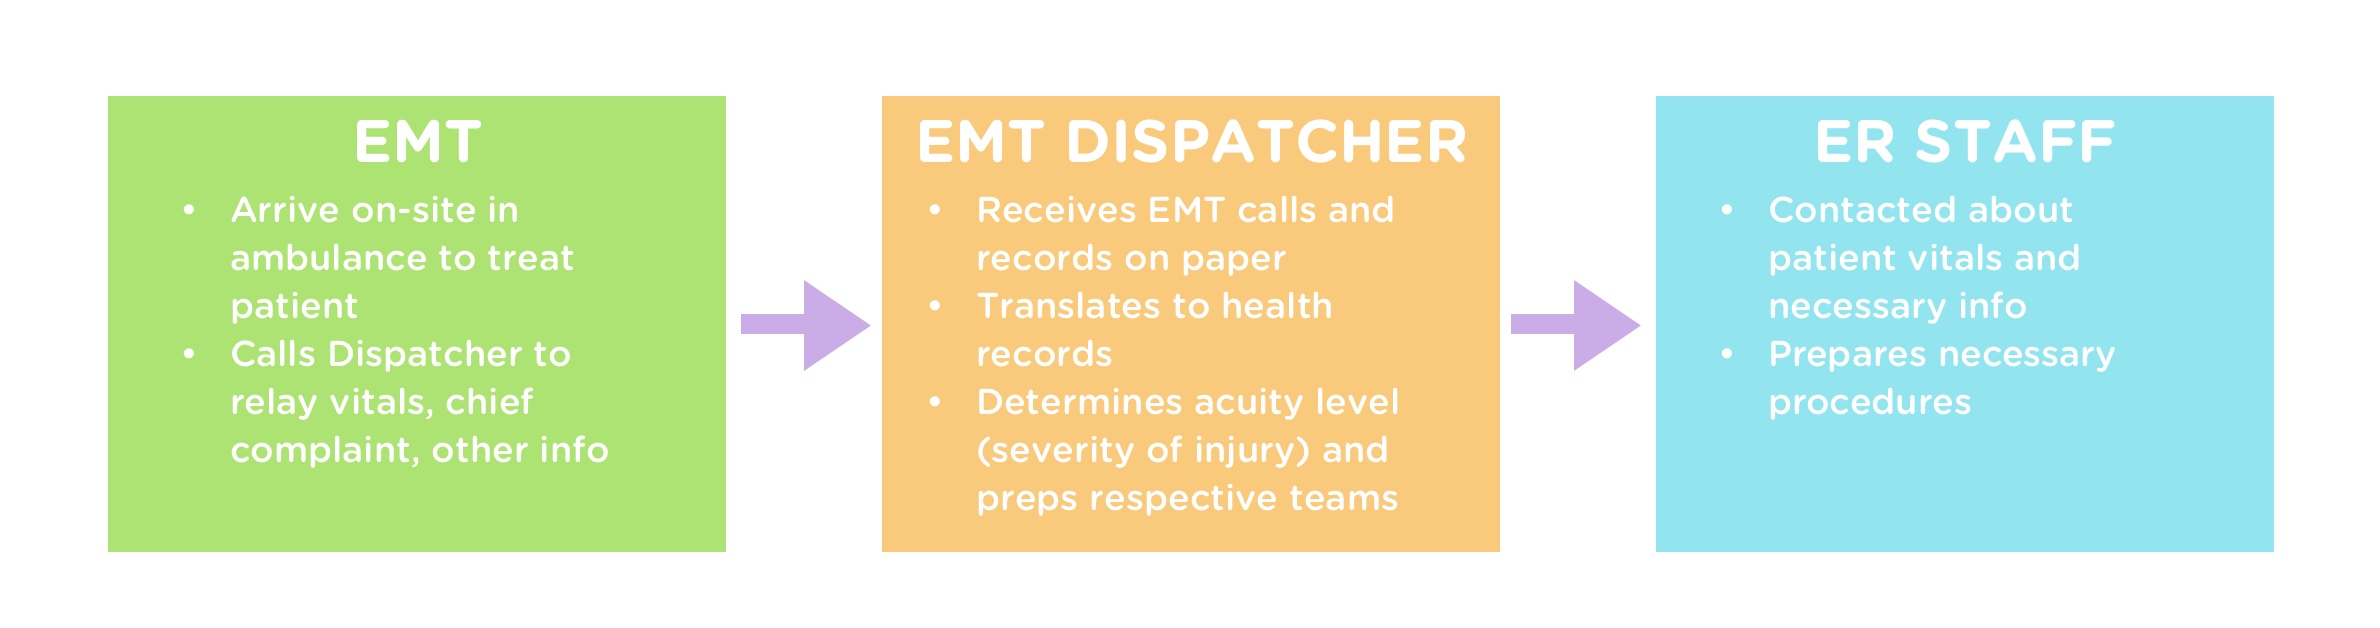 EMT
• Arrive on-site in
ambulance to treat
patient
• Calls Dispatcher to
relay vitals, chief
complaint, other info
EMT DISPATCHER
• Receives EMT calls and
records on paper
• Translates to health
records
• Determines acuity level
(severity of injury) and
preps respective teams
ER STAFF
• Contacted about
patient vitals and
necessary info
• Prepares necessary
procedures